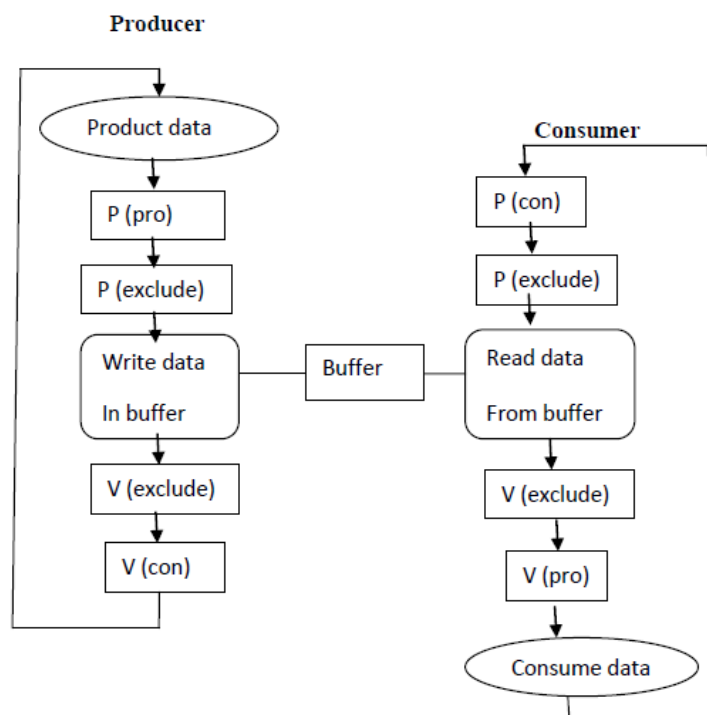 Producer
Product data
P (pro)
P (exclude)
Write data
In buffer
V (exclude)
V (con)
Buffer
Consumer
P (con)
P (exclude)
Read data
From buffer
V (exclude)
V (pro)
Consume data